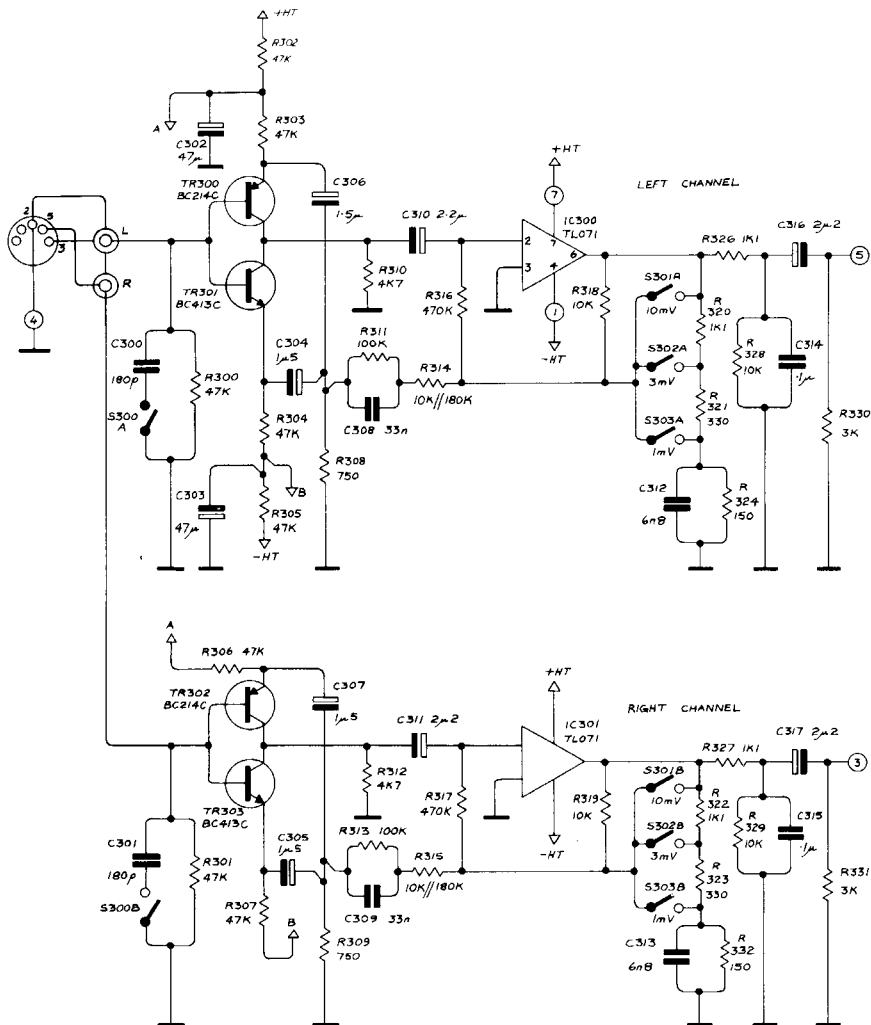 +HT
R302
47K
A
R303
47K
C302
47µ
TR300
BC214C
C306
1.5µ
+HT
LEFT CHANNEL
7
2
5
3
L
R
4
C310 2.2µ
2
3
7
4
6
IC300
TL071
1
-HT
R326 1K1
C316 2µ2
5
TR301
BC413C
R310
4K7
R316
470K
R318
10K
S301A
10mV
R
320
1K1
S302A
3mV
R
321
330
S303A
1mV
R
328
10K
C314
.1µ
R330
3K
C300
180p
S300
A
R300
47K
C304
1µ5
R311
100K
R314
10K//180K
C308 33n
R304
47K
R308
750
C303
47µ
B
R305
47K
-HT
C312
6n8
R
324
150
A
R306 47K
TR302
BC214C
C307
1µ5
C311 2µ2
+HT
IC301
TL071
-HT
RIGHT CHANNEL
R327 1K1
C317 2µ2
3
TR303
BC413C
R312
4K7
R317
470K
R319
10K
S301B
10mV
R
322
1K1
S302B
3mV
R
323
330
S303B
1mV
R
329
10K
C315
.1µ
R331
3K
C301
180p
S300B
R301
47K
C305
1µ5
R313 100K
R315
10K//180K
C309 33n
R307
47K
B
R309
750
C313
6n8
R
332
150